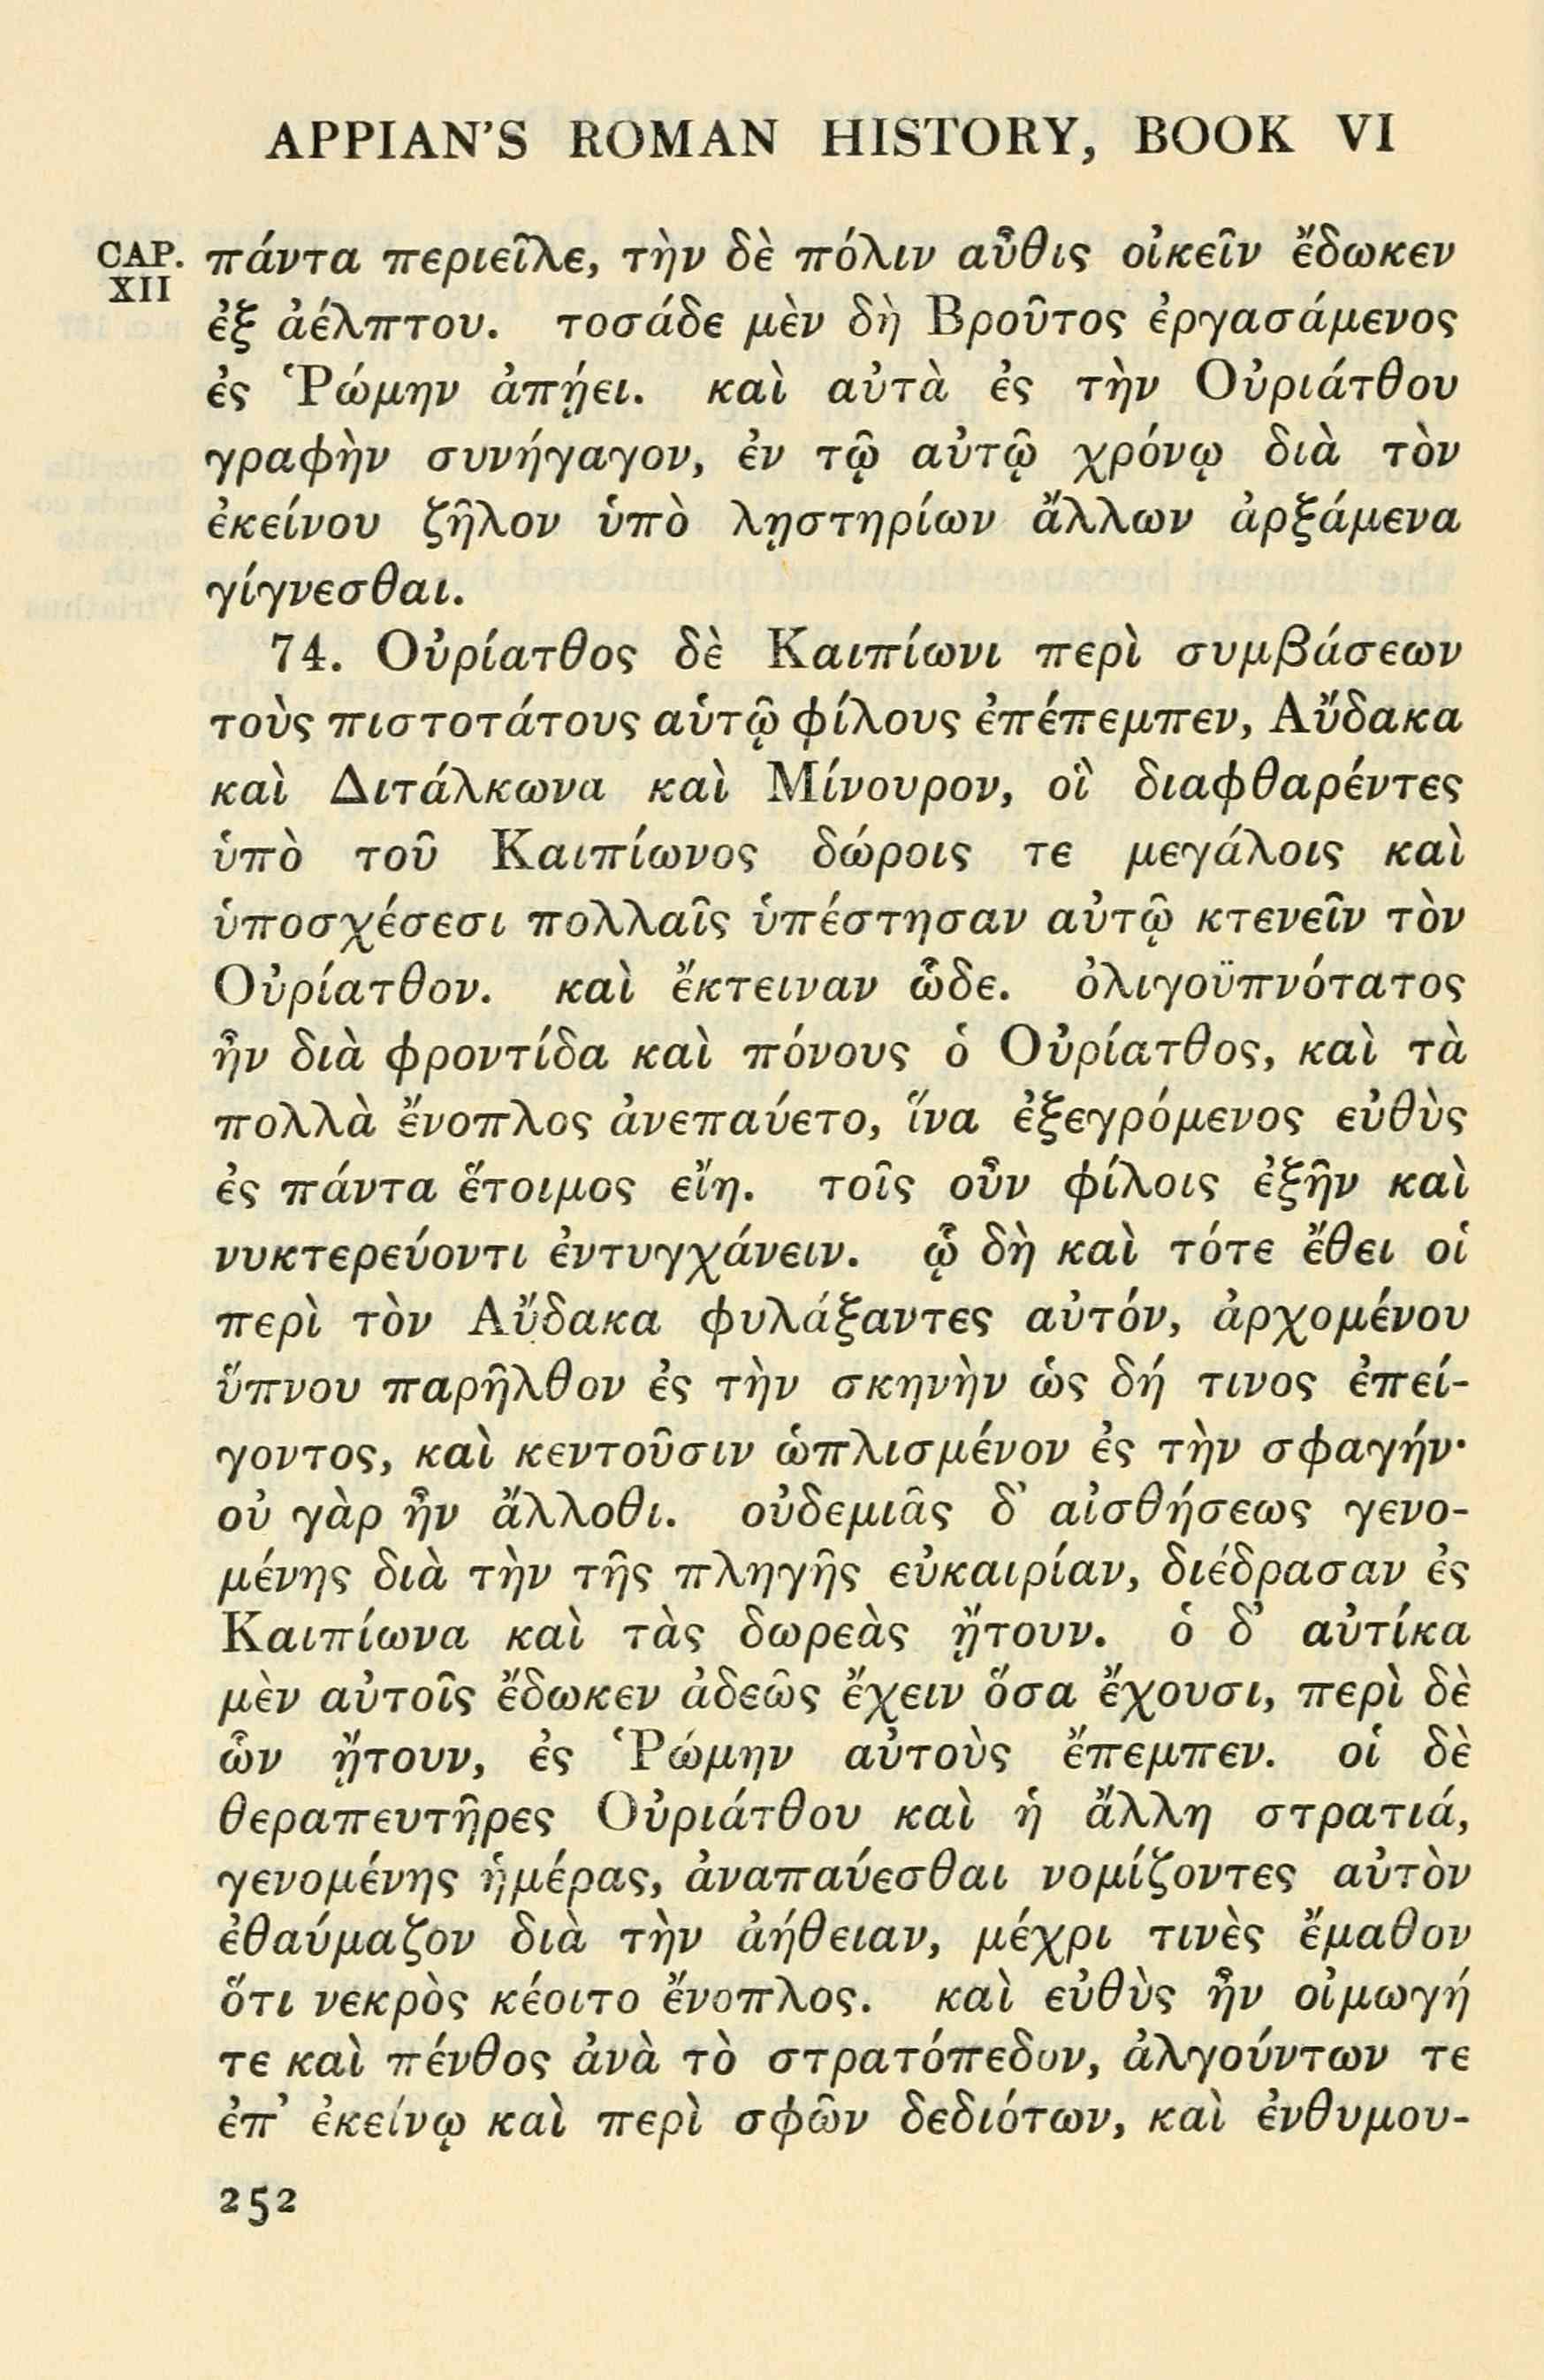 APPIAN'S ROMAN HISTORY, BOOK VI
CAP. XII
πάντα περιεῖλε, τὴν δὲ πόλιν αὖθις οἰκεῖν ἔδωκεν
ἐξ ἀέλπτου. τοσάδε μὲν δὴ Βροῦτος ἐργασάμενος
ἐς Ῥώμην ἀπῄει. καὶ αὐτὰ ἐς τὴν Οὐριάτθου
γραφὴν συνήγαγον, ἐν τῷ αὐτῷ χρόνῳ διὰ τὸν
ἐκείνου ζῆλον ὑπὸ λῃστηρίων ἄλλων ἀρξάμενα
γίγνεσθαι.
74. Οὐρίατθος δὲ Καιπίωνι περὶ συμβάσεων
τοὺς πιστοτάτους αὑτῷ φίλους ἐπέπεμπεν, Αὔδακα
καὶ Διτάλκωνα καὶ Μίνουρον, οἳ διαφθαρέντες
ὑπὸ τοῦ Καιπίωνος δώροις τε μεγάλοις καὶ
ὑποσχέσεσι πολλαῖς ὑπέστησαν αὐτῷ κτενεῖν τὸν
Οὐρίατθον. καὶ ἔκτειναν ὧδε. ὀλιγοϋπνότατος
ἦν διὰ φροντίδα καὶ πόνους ὁ Οὐρίατθος, καὶ τὰ
πολλὰ ἔνοπλος ἀνεπαύετο, ἵνα ἐξεγρόμενος εὐθὺς
ἐς πάντα ἕτοιμος εἴη. τοῖς οὖν φίλοις ἐξῆν καὶ
νυκτερεύοντι ἐντυγχάνειν. ᾧ δὴ καὶ τότε ἔθει οἱ
περὶ τὸν Αὔδακα φυλάξαντες αὐτόν, ἀρχομένου
ὕπνου παρῆλθον ἐς τὴν σκηνὴν ὡς δή τινος ἐπεί-
γοντος, καὶ κεντοῦσιν ὡπλισμένον ἐς τὴν σφαγήν·
οὐ γὰρ ἦν ἄλλοθι. οὐδεμιᾶς δ' αἰσθήσεως γενο-
μένης διὰ τὴν τῆς πληγῆς εὐκαιρίαν, διέδρασαν ἐς
Καιπίωνα καὶ τὰς δωρεὰς ᾔτουν. ὁ δ' αὐτίκα
μὲν αὐτοῖς ἔδωκεν ἀδεῶς ἔχειν ὅσα ἔχουσι, περὶ δὲ
ὧν ᾔτουν, ἐς Ῥώμην αὐτοὺς ἔπεμπεν. οἱ δὲ
θεραπευτῆρες Οὐριάτθου καὶ ἡ ἄλλη στρατιά,
γενομένης ἡμέρας, ἀναπαύεσθαι νομίζοντες αὐτὸν
ἐθαύμαζον διὰ τὴν ἀήθειαν, μέχρι τινὲς ἔμαθον
ὅτι νεκρὸς κέοιτο ἔνοπλος. καὶ εὐθὺς ἦν οἰμωγή
τε καὶ πένθος ἀνὰ τὸ στρατόπεδον, ἀλγούντων τε
ἐπ' ἐκείνῳ καὶ περὶ σφῶν δεδιότων, καὶ ἐνθυμου-
252